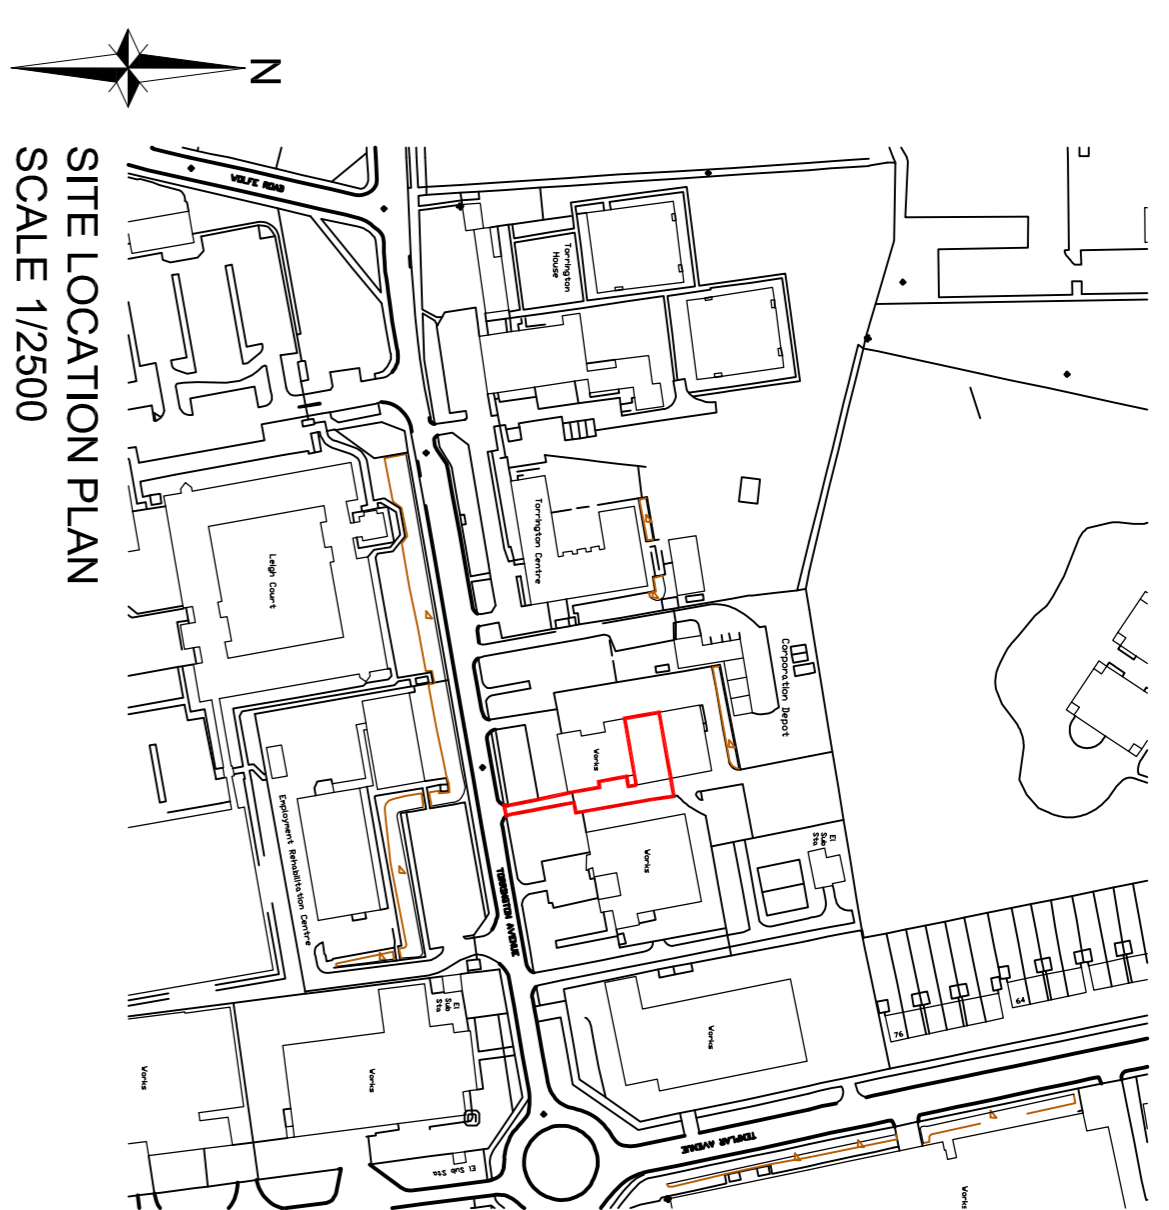 N
SITE LOCATION PLAN
SCALE 1/2500
WOLFE ROAD
Torrington
House
Torrington Centre
Leigh Court
Corporation Depot
Works
Works
El
Sub
Sta
Employment Rehabilitation Centre
TORRINGTON AVENUE
El
Sub
Sta
Works
64
76
Works
Works
El Sub Sta
TEMPLAR AVENUE
Works